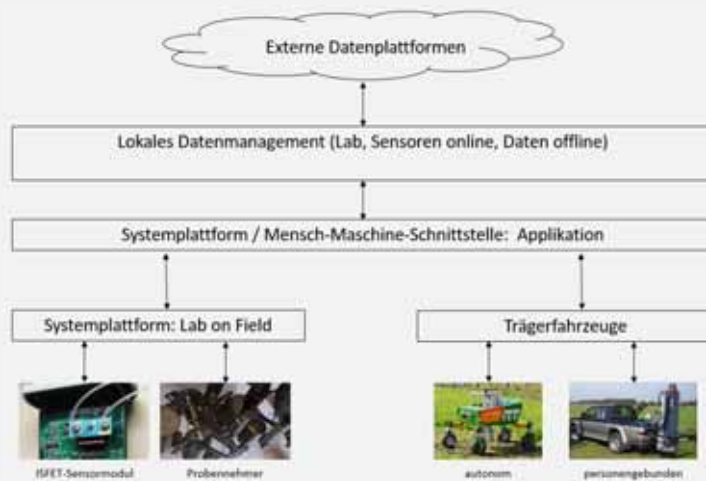 Externe Datenplattformen
Lokales Datenmanagement (Lab, Sensoren online, Daten offline)
Systemplattform / Mensch-Maschine-Schnittstelle: Applikation
Systemplattform: Lab on Field
Trägerfahrzeuge
ISFET-Sensormodul
Probennehmer
autonom
personengebunden